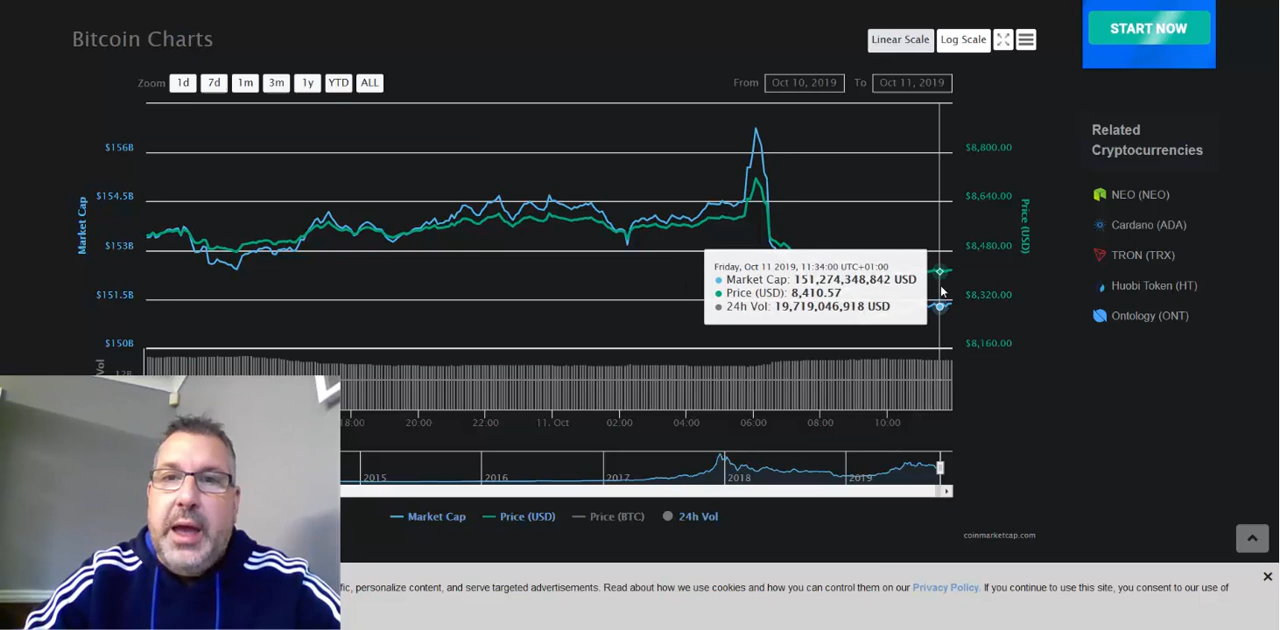 START NOW
Bitcoin Charts
Linear Scale Log Scale
Zoom 1d 7d 1m 3m 1y YTD ALL
From Oct 10, 2019 To Oct 11, 2019
Related
Cryptocurrencies
NEO (NEO)
Cardano (ADA)
TRON (TRX)
Huobi Token (HT)
Ontology (ONT)
$156B
$154.5B
$153B
$151.5B
$150B
Market Cap
$8,800.00
$8,640.00
$8,480.00
$8,320.00
$8,160.00
Price (USD)
Friday, Oct 11 2019, 11:34:00 UTC+01:00
Market Cap: 151,274,348,842 USD
Price (USD): 8,410.57
24h Vol: 19,719,046,918 USD
Vol
18:00 20:00 22:00 11. Oct 02:00 04:00 06:00 08:00 10:00
2015 2016 2017 2018 2019
Market Cap Price (USD) Price (BTC) 24h Vol
coinmarketcap.com
fic, personalize content, and serve targeted advertisements. Read about how we use cookies and how you can control them on our Privacy Policy. If you continue to use this site, you consent to our use of